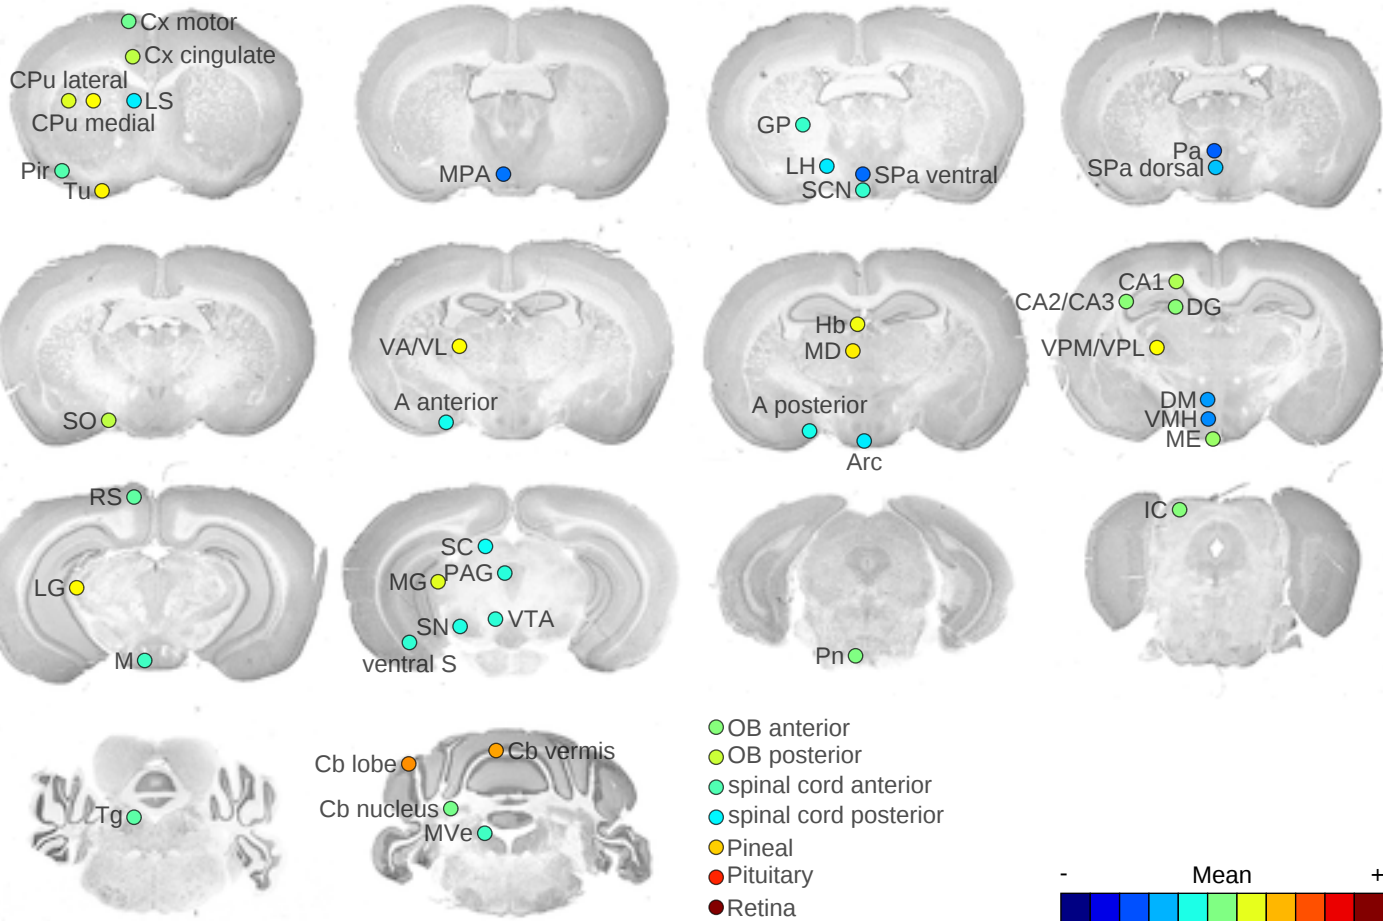 Cx motor
Cx cingulate
CPu lateral
LS
CPu medial
Pir
Tu
MPA
GP
LH
SPa ventral
SCN
Pa
SPa dorsal
SO
VA/VL
A anterior
Hb
MD
A posterior
Arc
CA1
CA2/CA3
DG
VPM/VPL
DM
VMH
ME
RS
LG
M
SC
PAG
MG
VTA
SN
ventral S
Pn
IC
Tg
Cb lobe
Cb vermis
Cb nucleus
MVe
OB anterior
OB posterior
spinal cord anterior
spinal cord posterior
Pineal
Pituitary
Retina
- Mean +